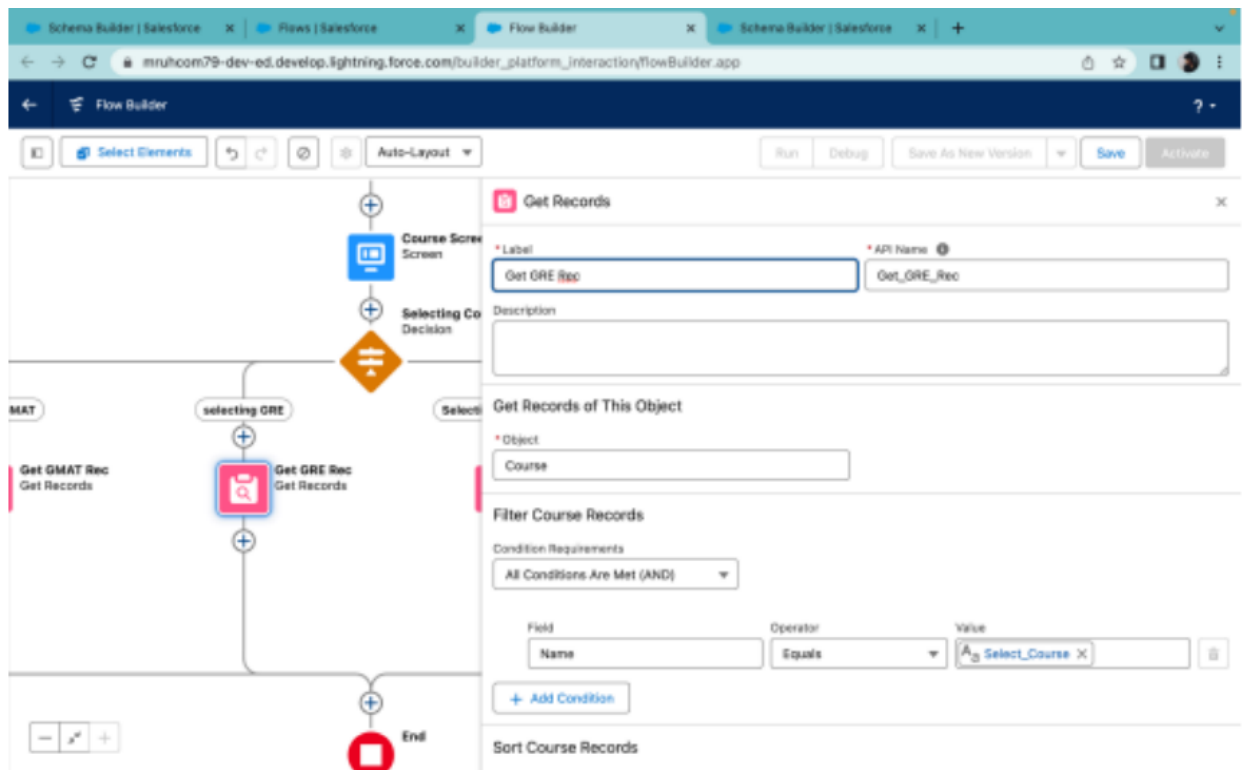 Schema Builder | Salesforce
Flows | Salesforce
Flow Builder
Schema Builder | Salesforce
mruhcom79-dev-ed.develop.lightning.force.com/builder_platform_interaction/flowBuilder.app
Flow Builder
?
Select Elements
Auto-Layout
Run
Debug
Save As New Version
Save
Activate
Get Records
* Label
* API Name
Get GRE Rec
Get_GRE_Rec
Description
Course Scree
Screen
Selecting Co
Decision
MAT
selecting GRE
Selecti
Get GMAT Rec
Get Records
Get GRE Rec
Get Records
End
Get Records of This Object
* Object
Course
Filter Course Records
Condition Requirements
All Conditions Are Met (AND)
Field
Operator
Value
Name
Equals
Aa Select_Course
+ Add Condition
Sort Course Records